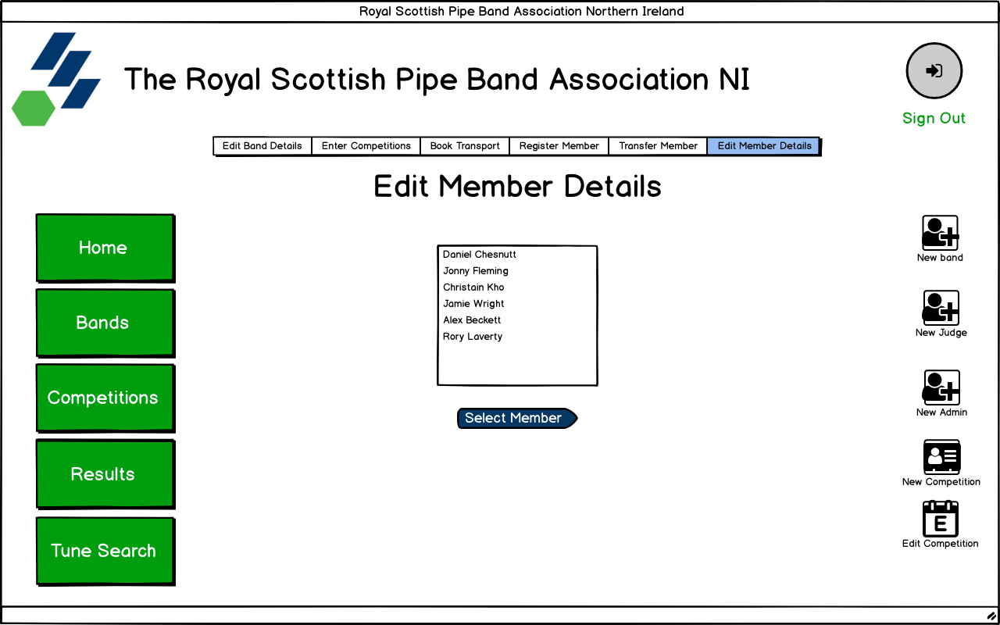 Royal Scottish Pipe Band Association Northern Ireland
The Royal Scottish Pipe Band Association NI
Sign Out
Edit Band Details Enter Competitions Book Transport Register Member Transfer Member Edit Member Details
Edit Member Details
Home
Bands
Competitions
Results
Tune Search
Daniel Chesnutt
Jonny Fleming
Christain Kho
Jamie Wright
Alex Beckett
Rory Laverty
Select Member
New band
New Judge
New Admin
New Competition
E
Edit Competition